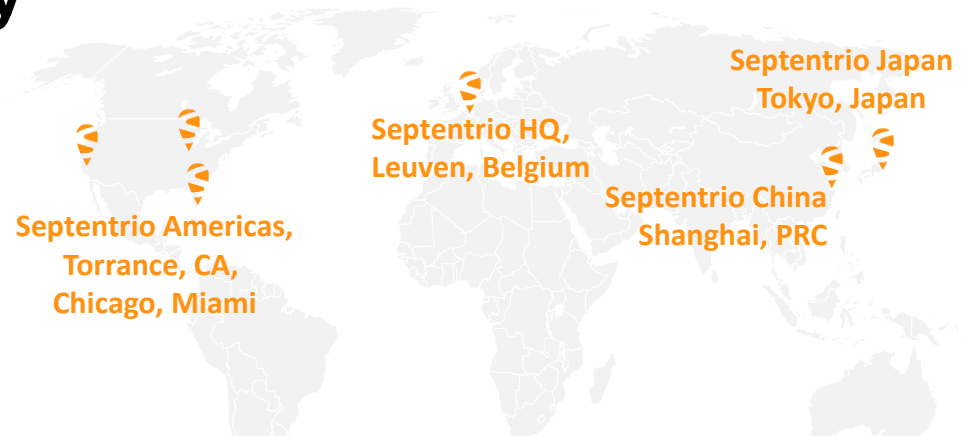 y
Septentrio Japan
Tokyo, Japan
Septentrio HQ,
Leuven, Belgium
Septentrio China
Shanghai, PRC
Septentrio Americas,
Torrance, CA,
Chicago, Miami